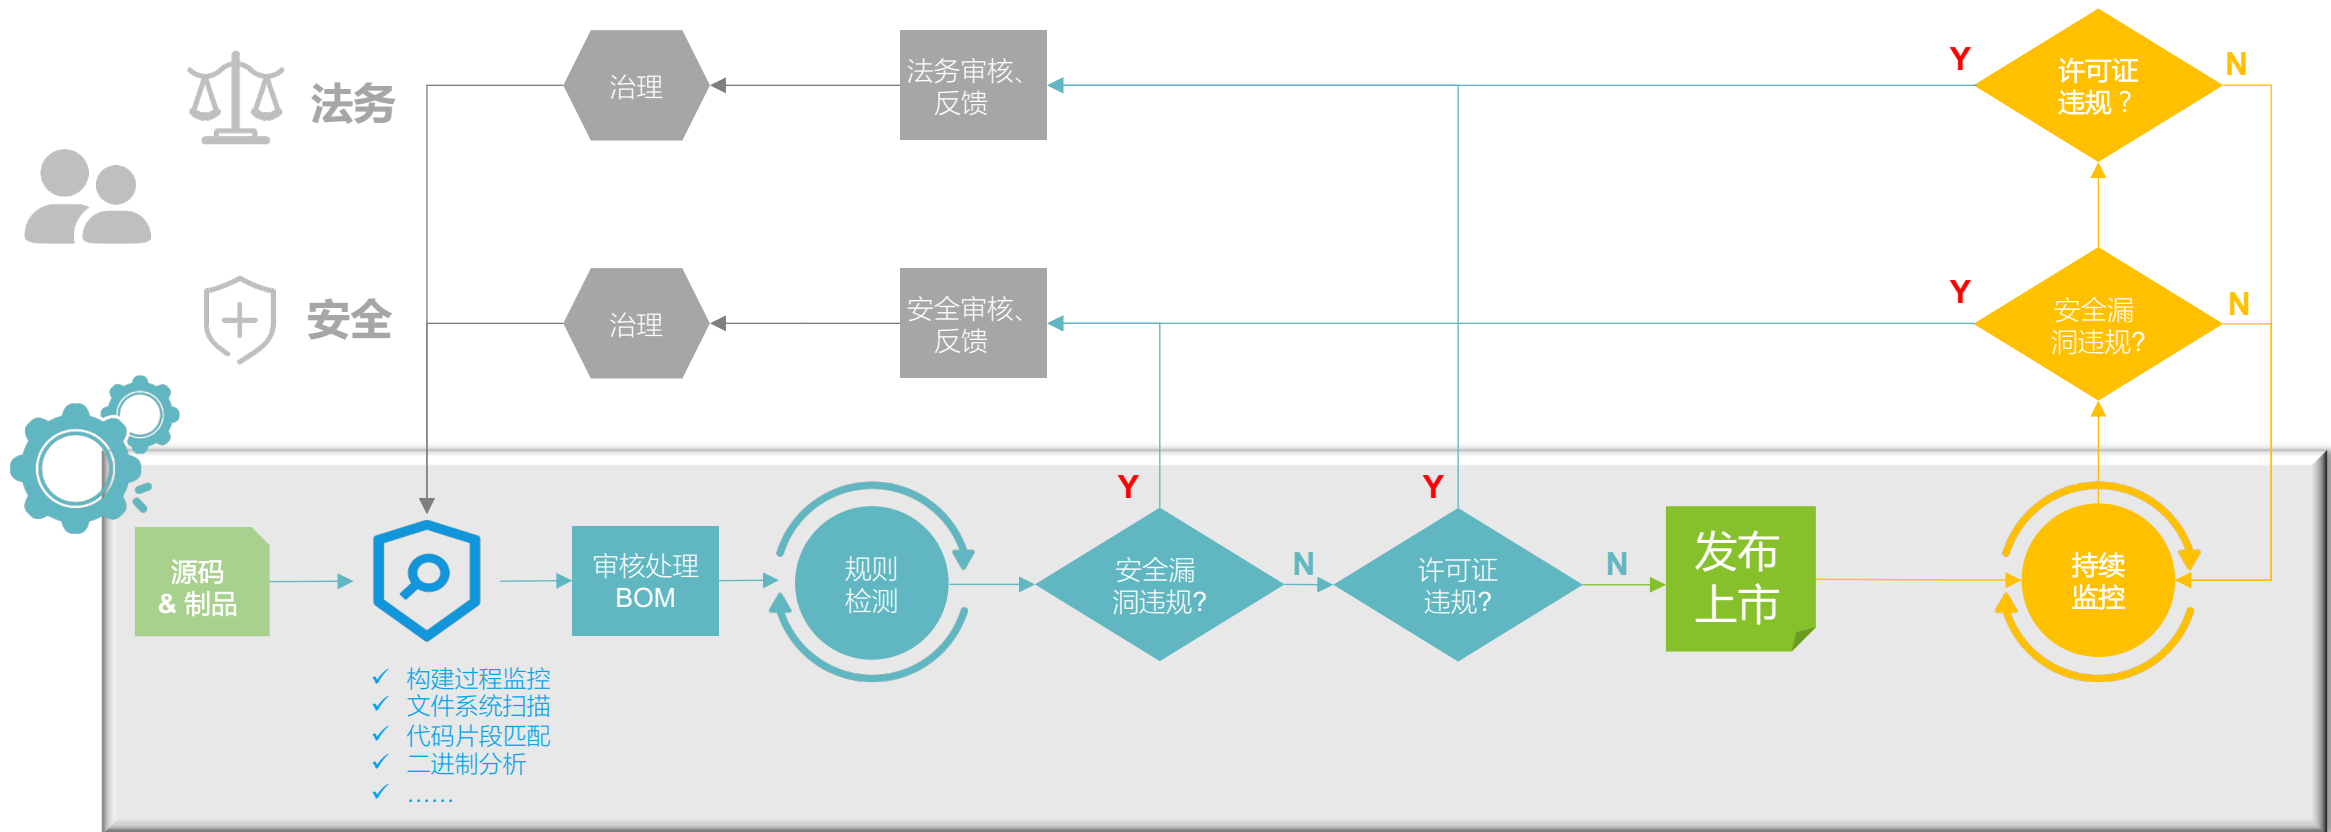 法务
治理
法务审核、
反馈
Y
许可证
违规？
N
安全
治理
安全审核、
反馈
Y
安全漏
洞违规?
N
源码
& 制品
审核处理
BOM
规则
检测
Y
安全漏
洞违规?
N
Y
许可证
违规?
N
发布
上市
持续
监控
✓ 构建过程监控
✓ 文件系统扫描
✓ 代码片段匹配
✓ 二进制分析
✓ ……